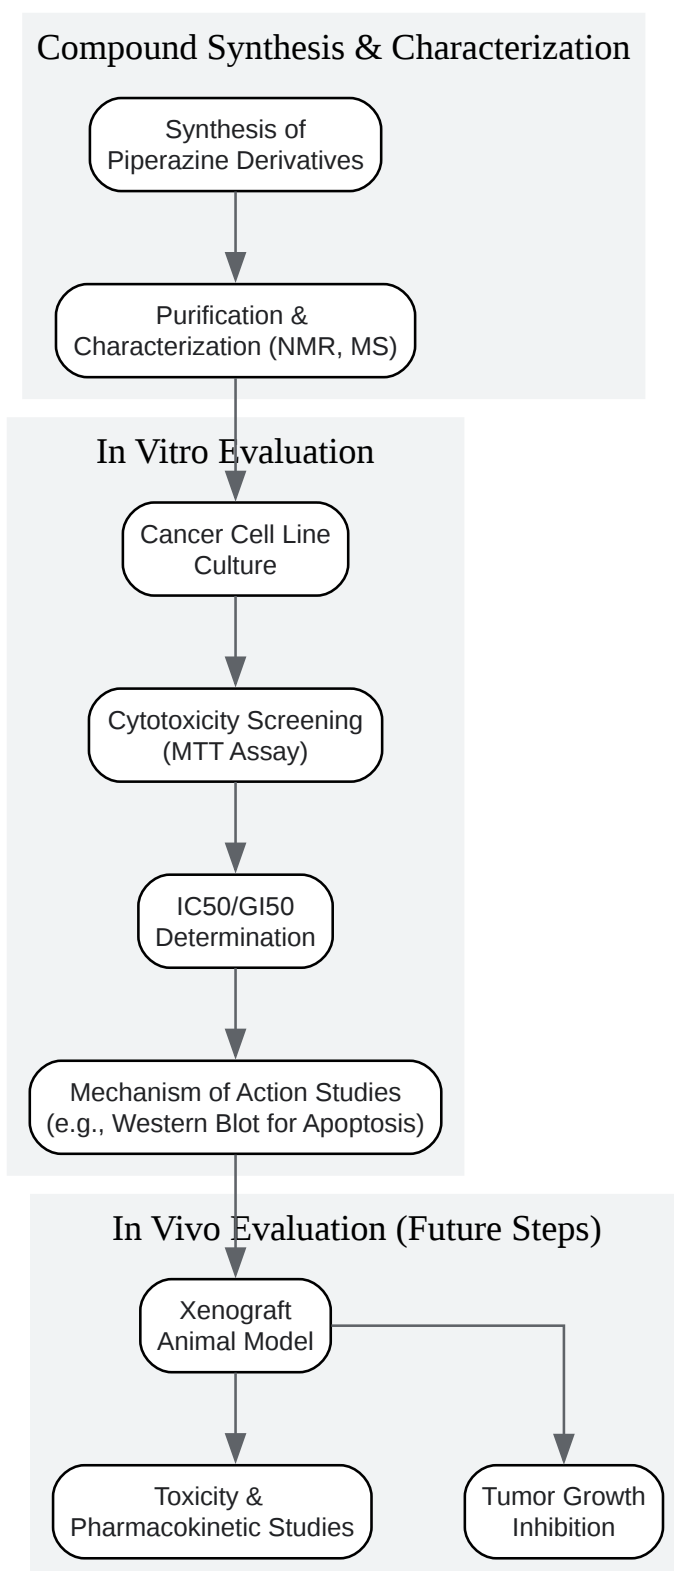 Compound Synthesis & Characterization
Synthesis of
Piperazine Derivatives
Purification &
Characterization (NMR, MS)
In Vitro Evaluation
Cancer Cell Line
Culture
Cytotoxicity Screening
(MTT Assay)
IC50/GI50
Determination
Mechanism of Action Studies
(e.g., Western Blot for Apoptosis)
In Vivo Evaluation (Future Steps)
Xenograft
Animal Model
Toxicity &
Pharmacokinetic Studies
Tumor Growth
Inhibition